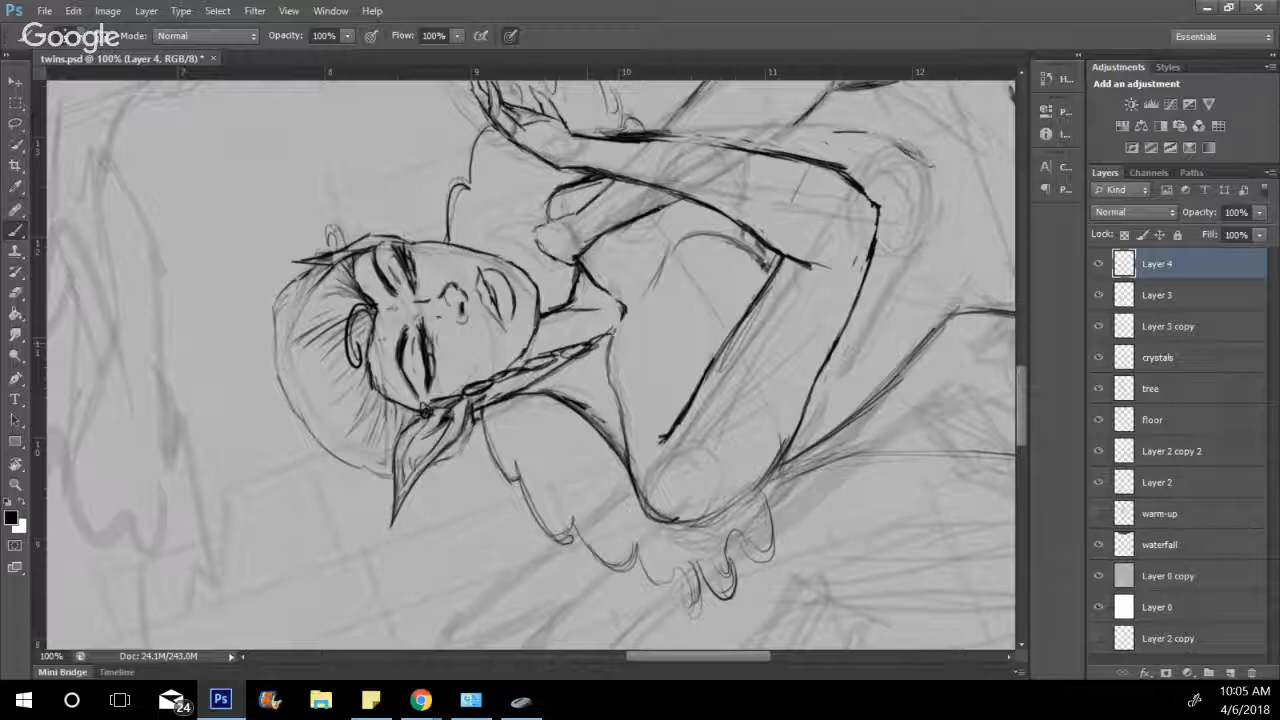 Ps File Edit Image Layer Type Select Filter View Window Help
Google
Mode: Normal Opacity: 100% Flow: 100% Essentials
twins.psd @ 100% (Layer 4, RGB/8) * ×
7 8 9 10 11 12
Adjustments Styles
Add an adjustment
H...
P...
I...
C...
P...
Layers Channels Paths
Kind
Normal Opacity: 100%
Lock: Fill: 100%
Layer 4
Layer 3
Layer 3 copy
crystals
tree
floor
Layer 2 copy 2
Layer 2
warm-up
waterfall
Layer 0 copy
Layer 0
Layer 2 copy
100% Doc: 24.1M/243.0M
Mini Bridge Timeline
24 Ps
10:05 AM
4/6/2018